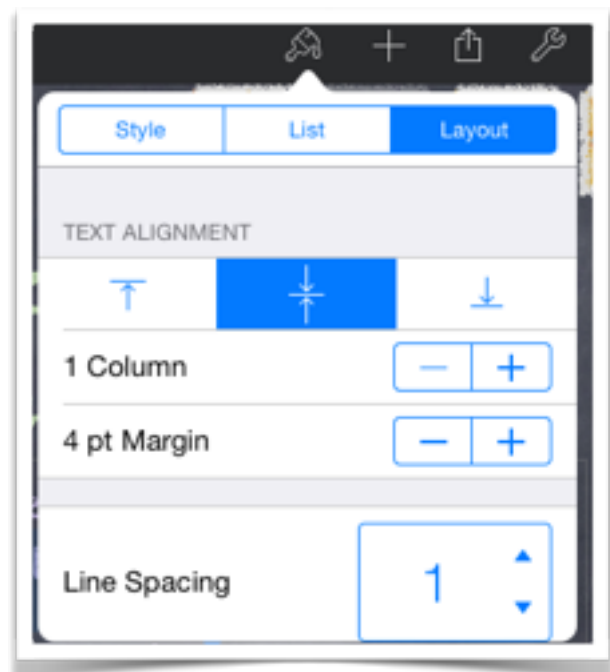 Style List Layout
TEXT ALIGNMENT
1 Column
4 pt Margin
Line Spacing 1